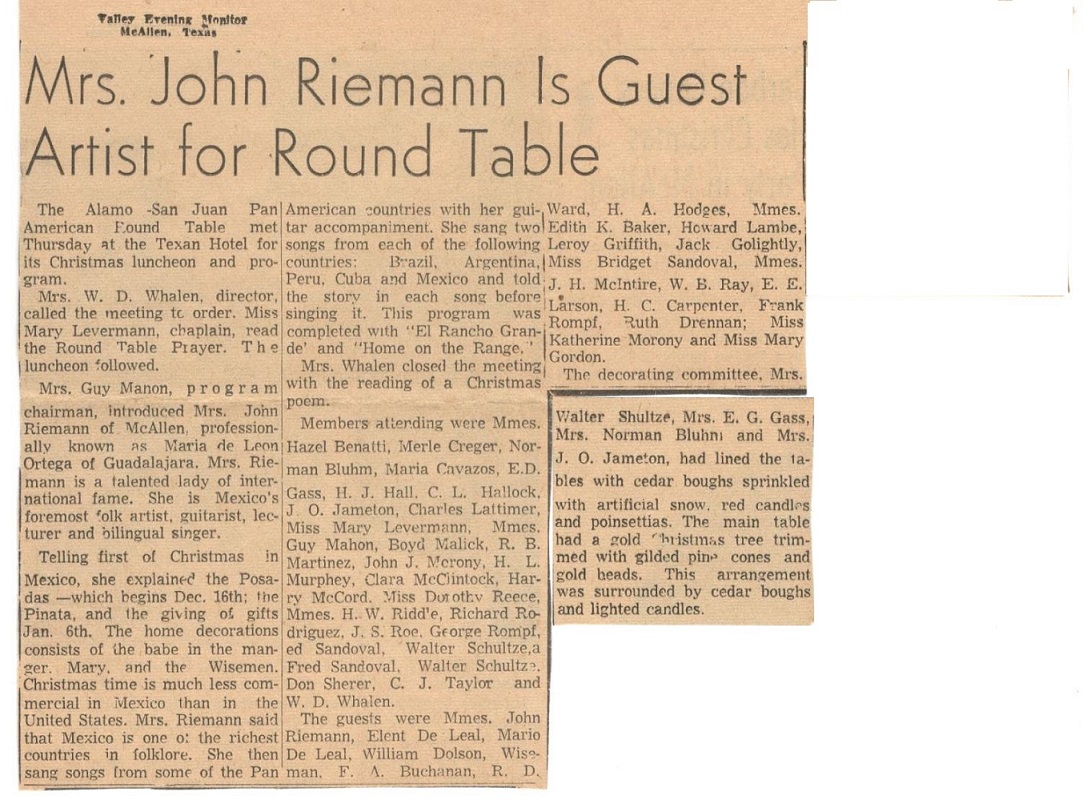 Valley Evening Monitor
McAllen, Texas
Mrs. John Riemann Is Guest
Artist for Round Table
The Alamo -San Juan Pan
American Round Table met
Thursday at the Texan Hotel for
its Christmas luncheon and pro-
gram.
Mrs. W. D. Whalen, director,
called the meeting to order. Miss
Mary Levermann, chaplain, read
the Round Table Prayer. The
luncheon followed.
Mrs. Guy Manon, program
chairman, introduced Mrs. John
Riemann of McAllen, profession-
ally known as Maria de Leon
Ortega of Guadalajara. Mrs. Rie-
mann is a talented lady of inter-
national fame. She is Mexico's
foremost folk artist, guitarist, lec-
turer and bilingual singer.
Telling first of Christmas in
Mexico, she explained the Posa-
das —which begins Dec. 16th; the
Pinata, and the giving of gifts
Jan. 6th. The home decorations
consists of the babe in the man-
ger, Mary, and the Wisemen.
Christmas time is much less com-
mercial in Mexico than in the
United States. Mrs. Riemann said
that Mexico is one of the richest
countries in folklore. She then
sang songs from some of the Pan
American countries with her gui-
tar accompaniment. She sang two
songs from each of the following
countries: Brazil, Argentina,
Peru, Cuba and Mexico and told
the story in each song before
singing it. This program was
completed with "El Rancho Gran-
de' and "Home on the Range."
Mrs. Whalen closed the meeting
with the reading of a Christmas
poem.
Members attending were Mmes.
Hazel Benatti, Merle Creger, Nor-
man Bluhm, Maria Cavazos, E.D.
Gass, H. J. Hall, C. L. Hallock,
J. O. Jameton, Charles Lattimer,
Miss Mary Levermann, Mmes.
Guy Mahon, Boyd Malick, R. B.
Martinez, John J. Morony, H. L.
Murphey, Clara McClintock, Har-
ry McCord, Miss Dorothy Reece,
Mmes. H. W. Riddle, Richard Ro-
driguez, J. S. Roe, George Rompf,
ed Sandoval, Walter Schultze,a
Fred Sandoval, Walter Schultze,
Don Sherer, C. J. Taylor and
W. D. Whalen.
The guests were Mmes. John
Riemann, Elent De Leal, Mario
De Leal, William Dolson, Wise-
man, F. A. Buchanan, R. D.
Ward, H. A. Hodges, Mmes.
Edith K. Baker, Howard Lambe,
Leroy Griffith, Jack Golightly,
Miss Bridget Sandoval, Mmes.
J. H. McIntire, W. B. Ray, E. E.
Larson, H. C. Carpenter, Frank
Rompf, Ruth Drennan; Miss
Katherine Morony and Miss Mary
Gordon.
The decorating committee, Mrs.
Walter Shultze, Mrs. E. G. Gass,
Mrs. Norman Bluhm and Mrs.
J. O. Jameton, had lined the ta-
bles with cedar boughs sprinkled
with artificial snow, red candles
and poinsettias. The main table
had a gold Christmas tree trim-
med with gilded pine cones and
gold beads. This arrangement
was surrounded by cedar boughs
and lighted candles.